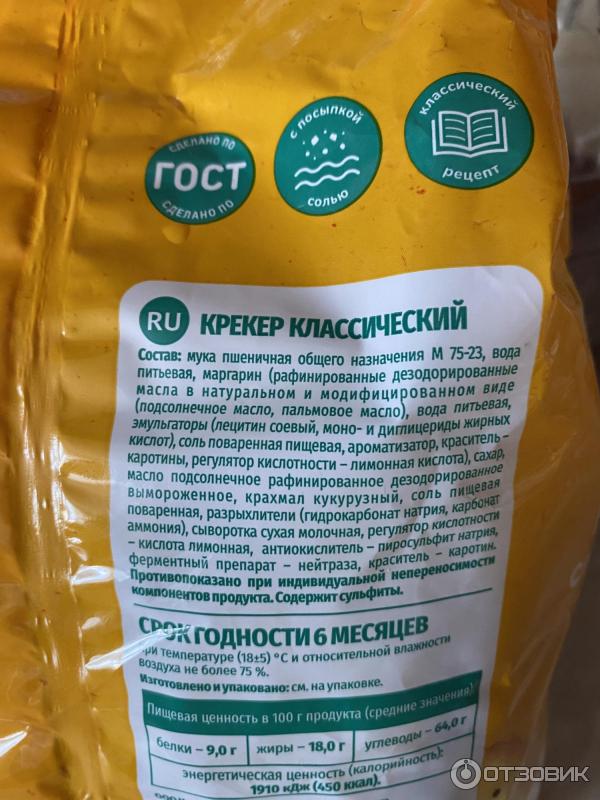 СДЕЛАНО ПО
ГОСТ
СДЕЛАНО ПО
С ПОСЫПКОЙ
СОЛЬЮ
КЛАССИЧЕСКИЙ
РЕЦЕПТ
RU КРЕКЕР КЛАССИЧЕСКИЙ
Состав: мука пшеничная общего назначения М 75-23, вода
питьевая, маргарин (рафинированные дезодорированные
масла в натуральном и модифицированном виде
(подсолнечное масло, пальмовое масло), вода питьевая,
эмульгаторы (лецитин соевый, моно- и диглицериды жирных
кислот), соль поваренная пищевая, ароматизатор, краситель –
каротины, регулятор кислотности – лимонная кислота), сахар,
масло подсолнечное рафинированное дезодорированное
вымороженное, крахмал кукурузный, соль пищевая
поваренная, разрыхлители (гидрокарбонат натрия, карбонат
аммония), сыворотка сухая молочная, регулятор кислотности
– кислота лимонная, антиокислитель – пиросульфит натрия,
ферментный препарат – нейтраза, краситель – каротин.
Противопоказано при индивидуальной непереносимости
компонентов продукта. Содержит сульфиты.
СРОК ГОДНОСТИ 6 МЕСЯЦЕВ
при температуре (18±5) °С и относительной влажности
воздуха не более 75 %.
Изготовлено и упаковано: см. на упаковке.
Пищевая ценность в 100 г продукта (средние значения):
белки – 9,0 г жиры – 18,0 г углеводы – 64,0 г
энергетическая ценность (калорийность):
1910 кДж (450 ккал).
ОТЗОВИК